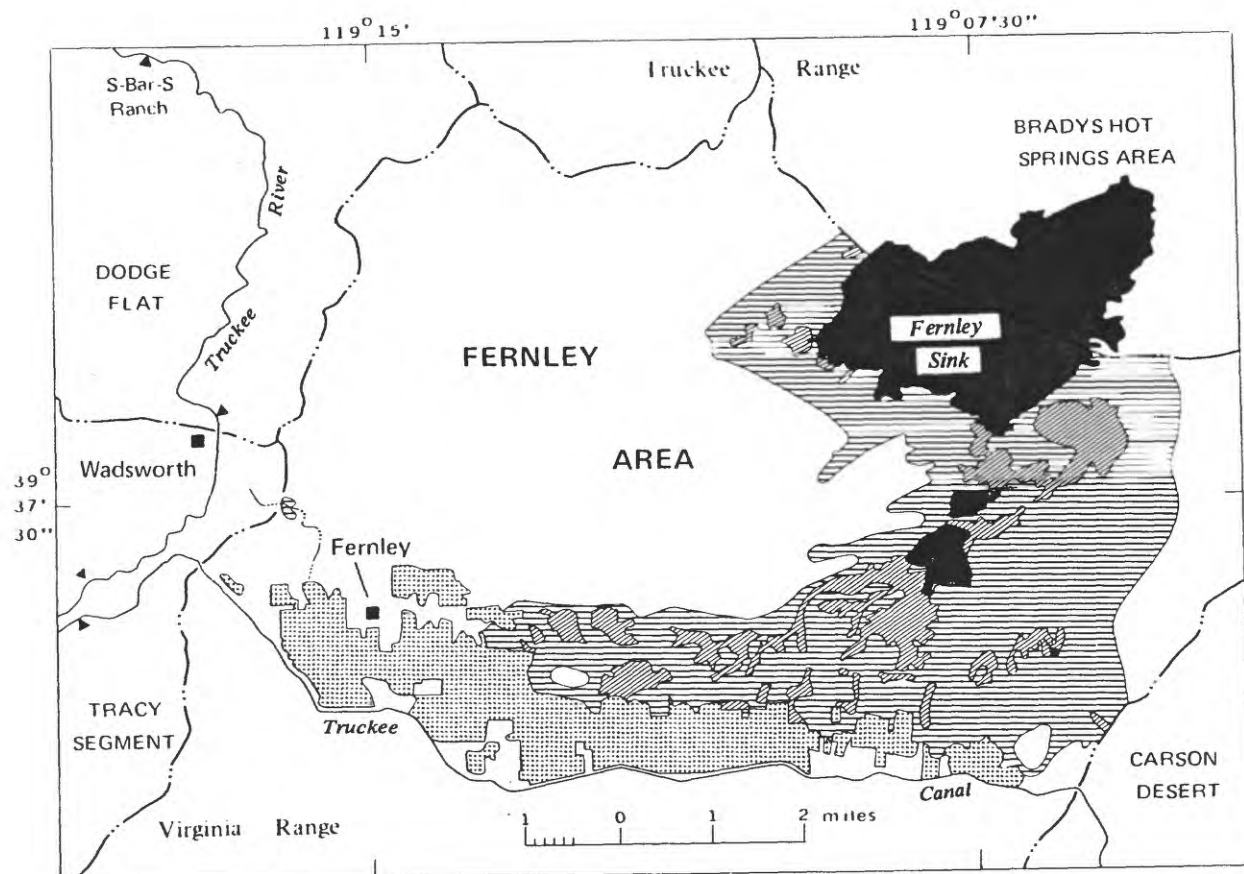 119° 15'
119° 07' 30"
Truckee Range
S-Bar-S
Ranch
BRADYS HOT
SPRINGS AREA
River
DODGE
FLAT
Truckee
Fernley
Sink
FERNLEY
AREA
Wadsworth
39°
37'
30"
Fernley
TRACY
SEGMENT
Truckee
Canal
CARSON
DESERT
Virginia Range
1 0 1 2 miles